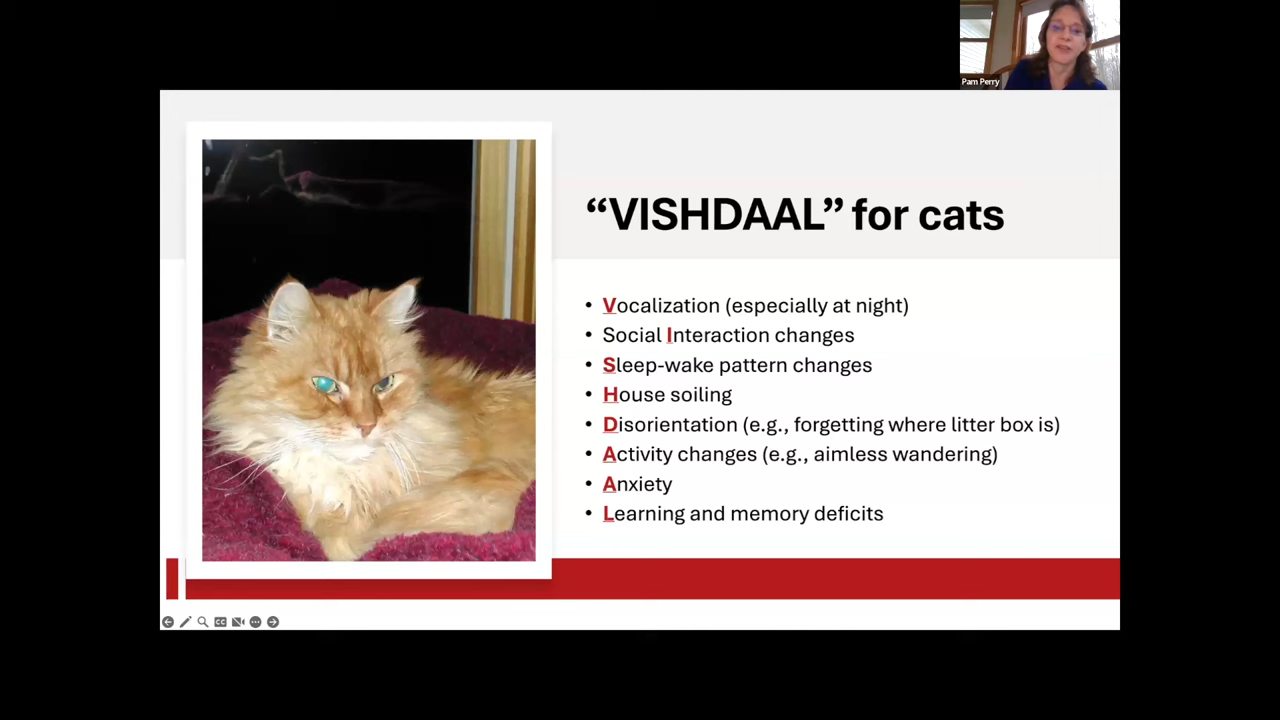 Pam Perry
“VISHDAAL” for cats
• Vocalization (especially at night)
• Social Interaction changes
• Sleep-wake pattern changes
• House soiling
• Disorientation (e.g., forgetting where litter box is)
• Activity changes (e.g., aimless wandering)
• Anxiety
• Learning and memory deficits
CC